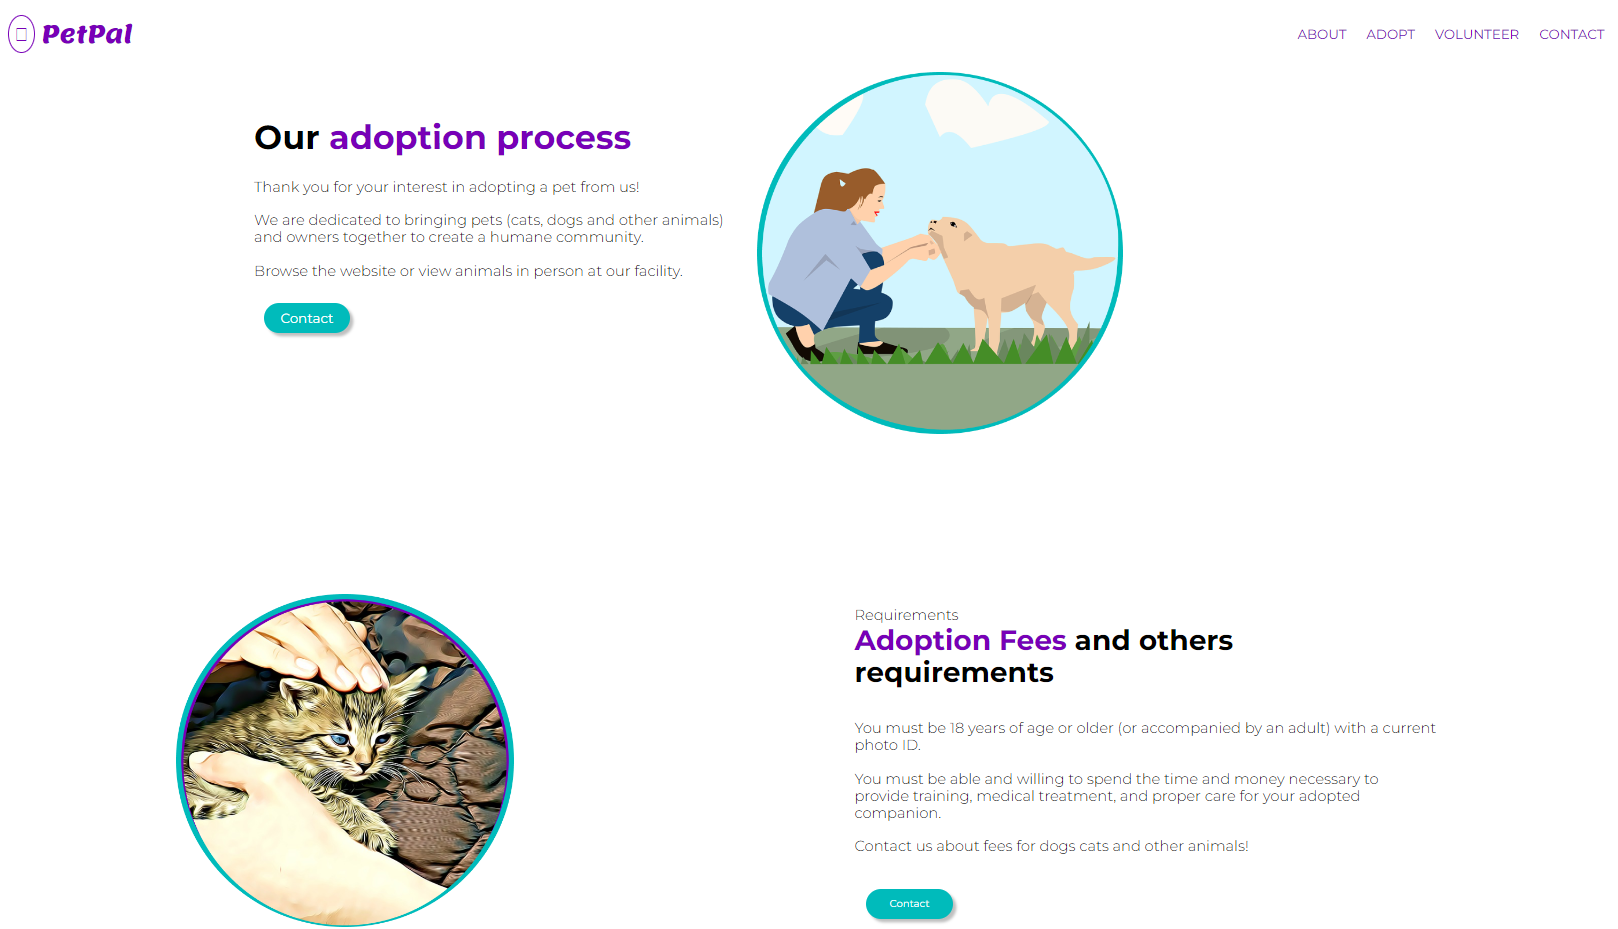 PetPal
ABOUT ADOPT VOLUNTEER CONTACT
Our adoption process
Thank you for your interest in adopting a pet from us!
We are dedicated to bringing pets (cats, dogs and other animals)
and owners together to create a humane community.
Browse the website or view animals in person at our facility.
Contact
Requirements
Adoption Fees and others
requirements
You must be 18 years of age or older (or accompanied by an adult) with a current
photo ID.
You must be able and willing to spend the time and money necessary to
provide training, medical treatment, and proper care for your adopted
companion.
Contact us about fees for dogs cats and other animals!
Contact